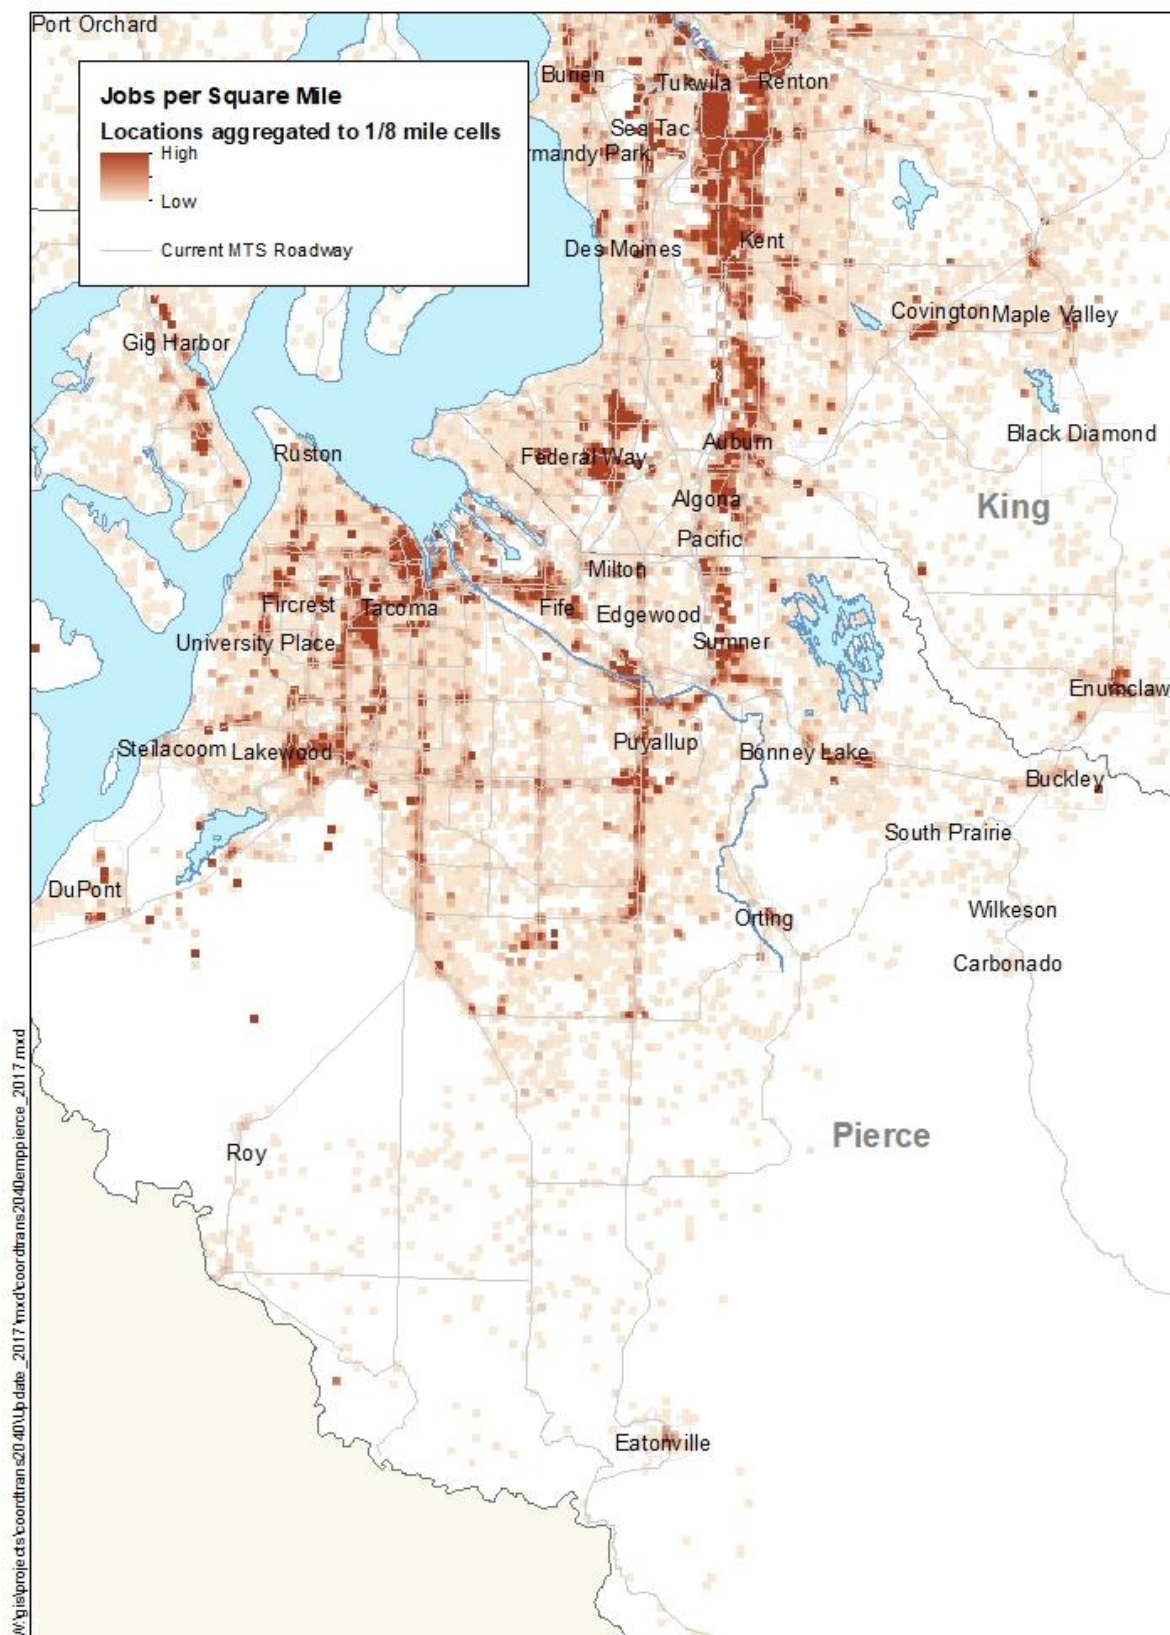 Port Orchard
Jobs per Square Mile
Locations aggregated to 1/8 mile cells
High
Low
Current MTS Roadway
Burien
Tukwila
Renton
Sea Tac
rmandy Park
Des Moines
Kent
Covington
Maple Valley
Gig Harbor
Black Diamond
Ruston
Federal Way
Auburn
Algona
King
Pacific
Milton
Fircrest
Tacoma
Fife
Edgewood
University Place
Sumner
Enumclaw
Steilacoom
Lakewood
Puyallup
Bonney Lake
Buckley
South Prairie
DuPont
Orting
Wilkeson
Carbonado
Pierce
Roy
Eatonville
W:\gis\projects\coordtrans2040\Update_2017\mxd\coordtrans2040emppierce_2017.mxd